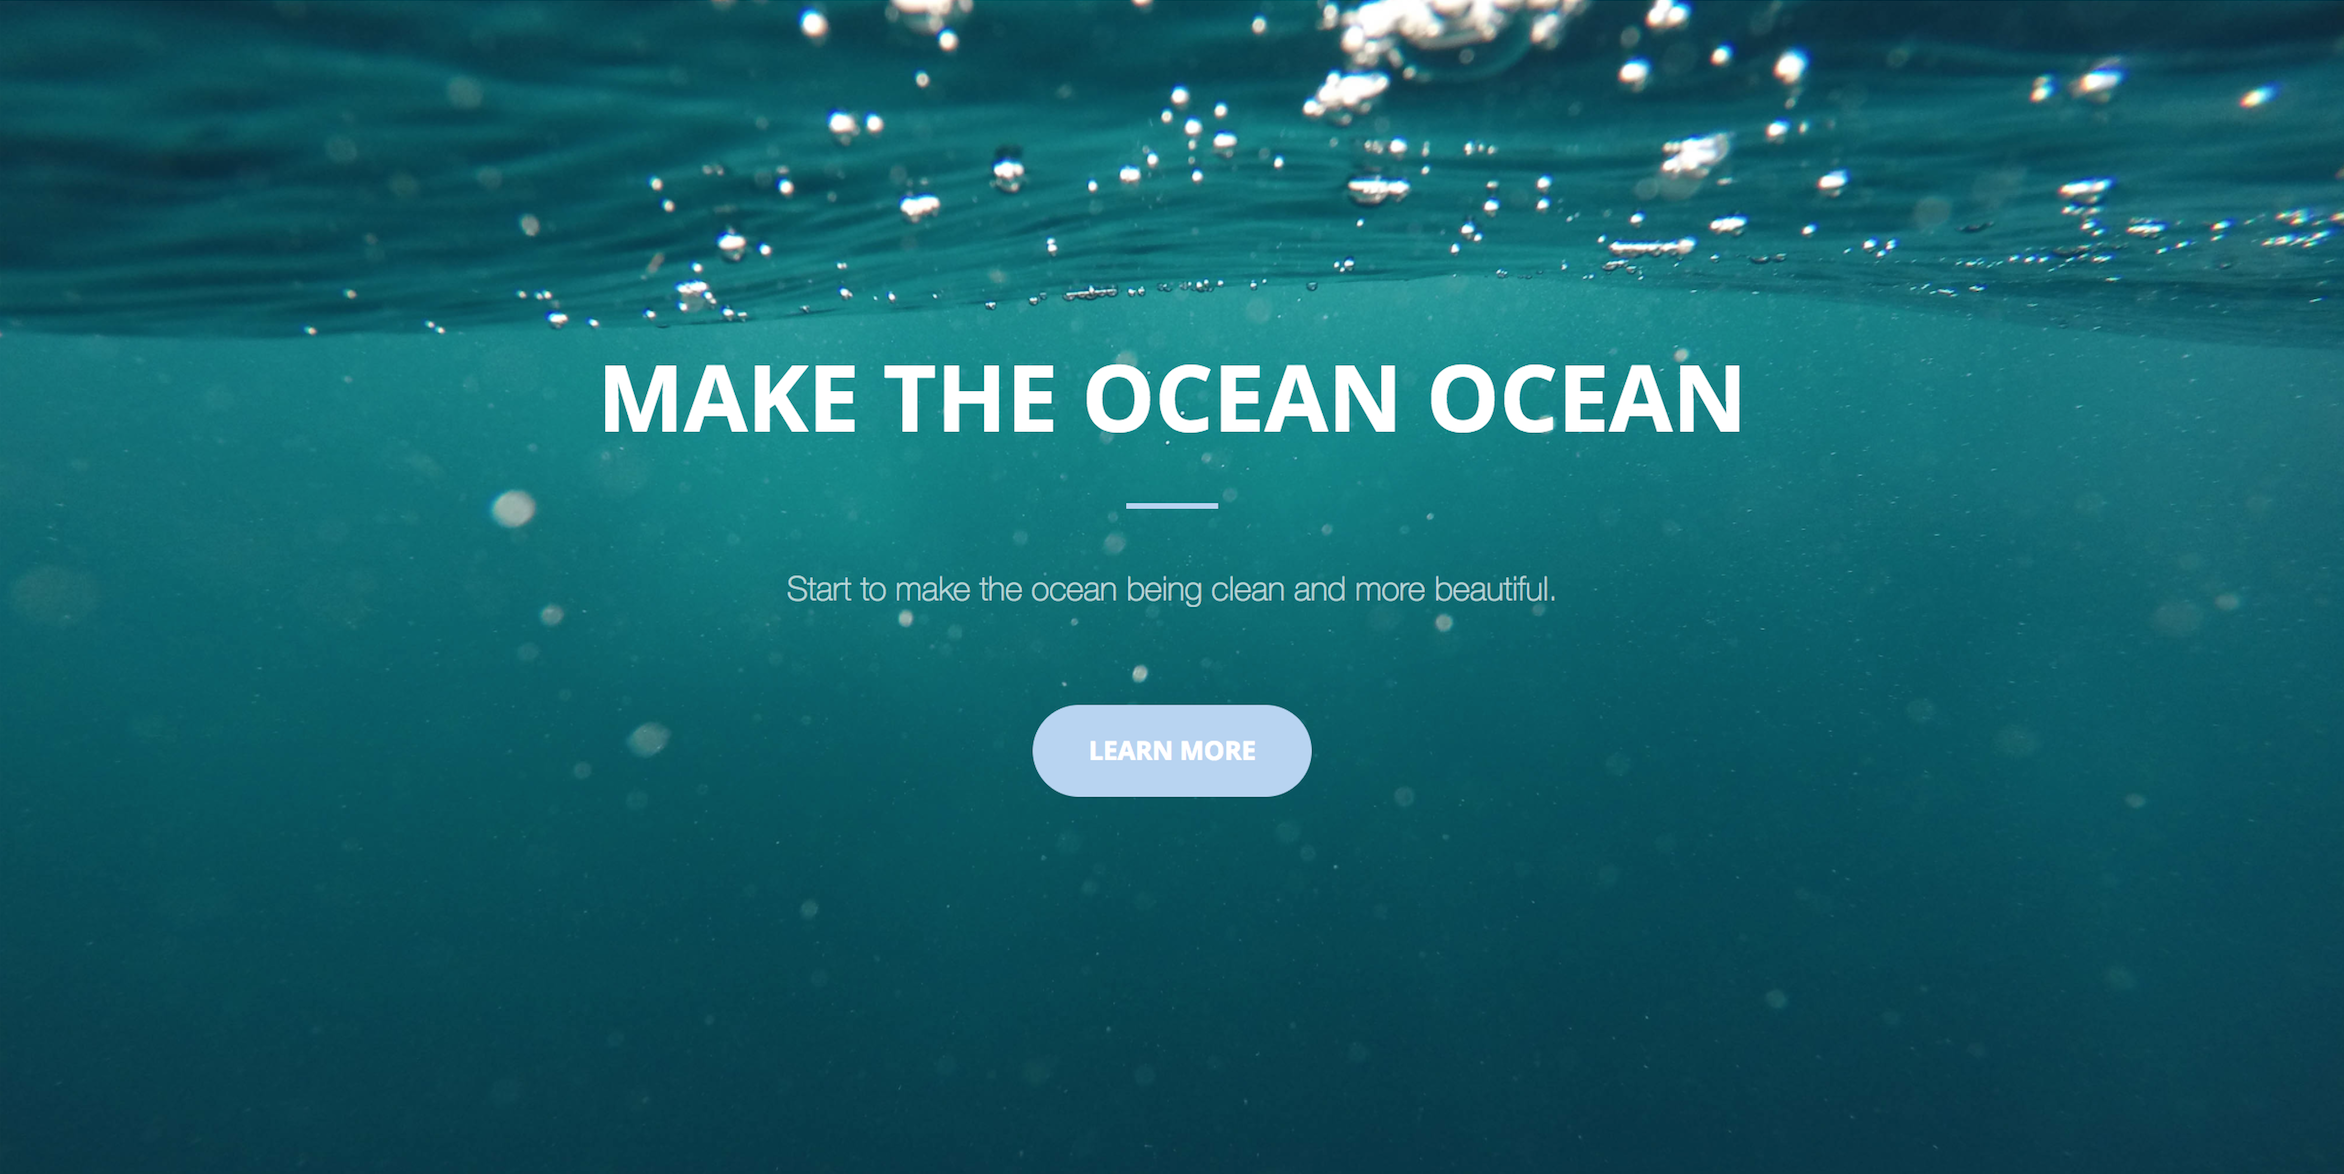 MAKE THE OCEAN OCEAN
Start to make the ocean being clean and more beautiful.
LEARN MORE